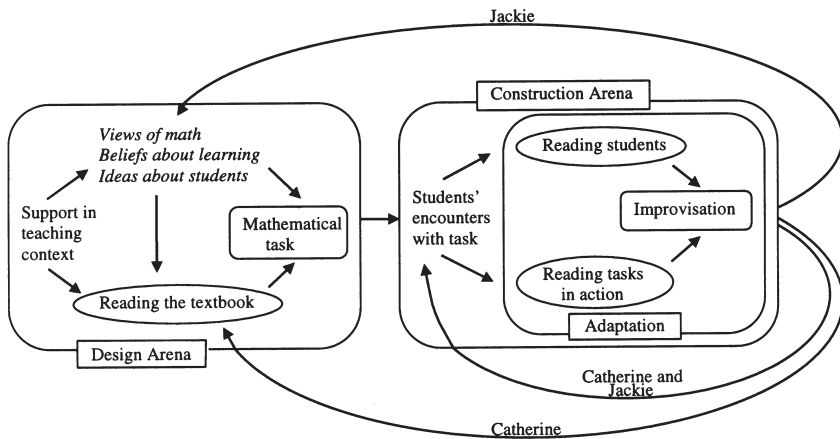 Jackie
Construction Arena
Views of math
Beliefs about learning
Ideas about students
Reading students
Support in
teaching
context
Mathematical
task
Students'
encounters
with task
Improvisation
Reading the textbook
Reading tasks
in action
Adaptation
Design Arena
Catherine and
Jackie
Catherine